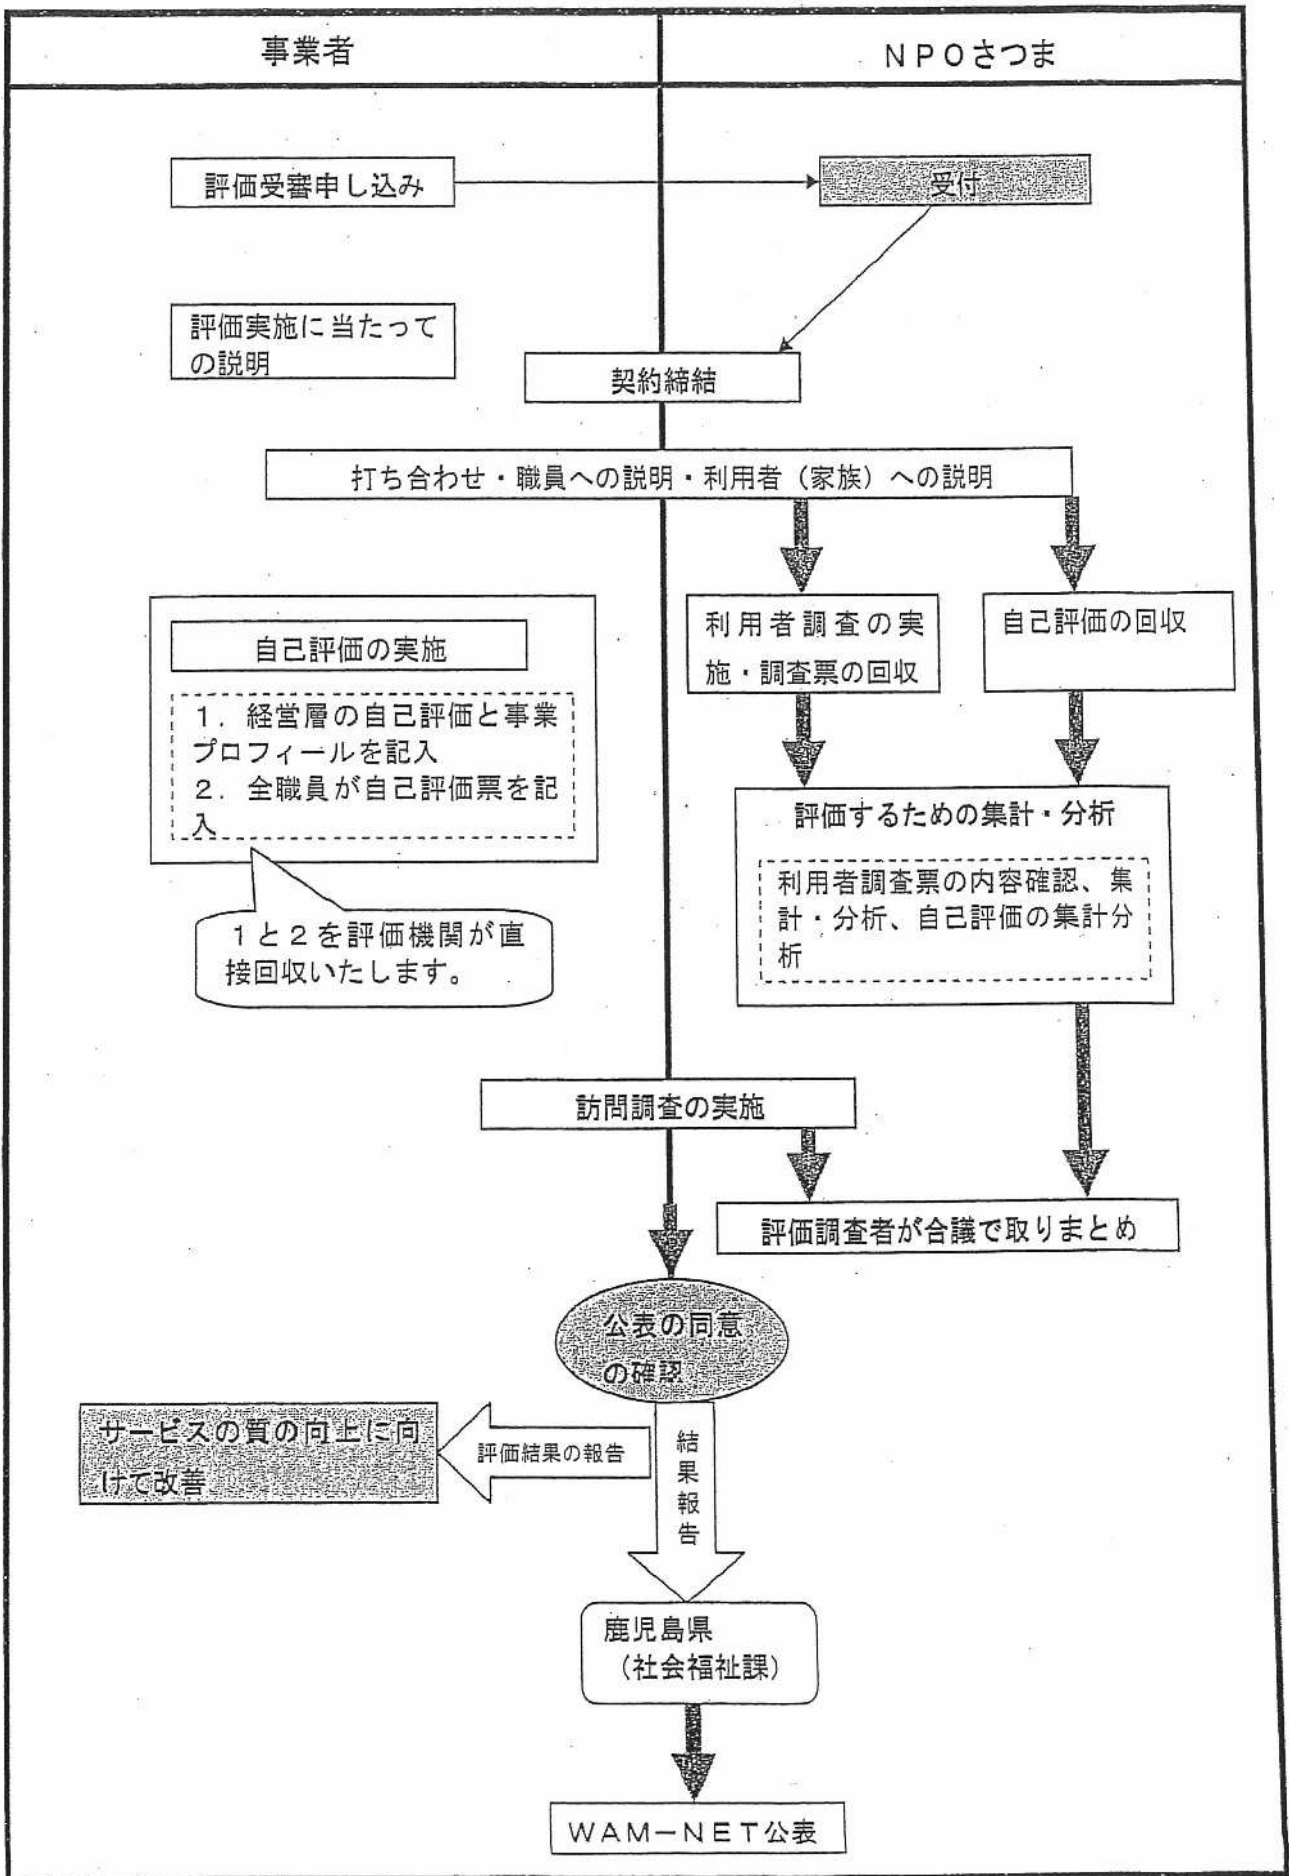 事業者
NPOさつま
評価受審申し込み
受付
評価実施に当たって
の説明
契約締結
打ち合わせ・職員への説明・利用者（家族）への説明
自己評価の実施
1．経営層の自己評価と事業
プロフィールを記入
2．全職員が自己評価票を記
入
1と2を評価機関が直
接回収いたします。
利用者調査の実
施・調査票の回収
自己評価の回収
評価するための集計・分析
利用者調査票の内容確認、集
計・分析、自己評価の集計分
析
訪問調査の実施
評価調査者が合議で取りまとめ
公表の同意
の確認
サービスの質の向上に向
けて改善
評価結果の報告
結果報告
鹿児島県
（社会福祉課）
WAM－NET公表